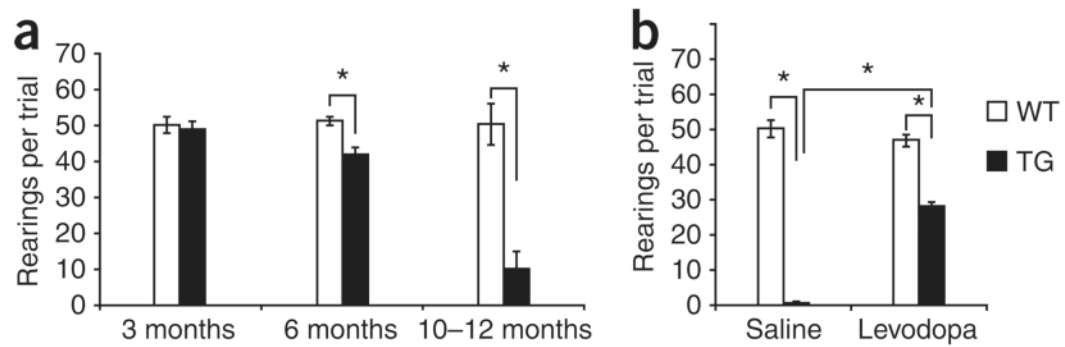 a
Rearings per trial
70
60
50
40
30
20
10
0
*
*
3 months
6 months
10–12 months
b
Rearings per trial
70
60
50
40
30
20
10
0
*
*
*
Saline
Levodopa
WT
TG